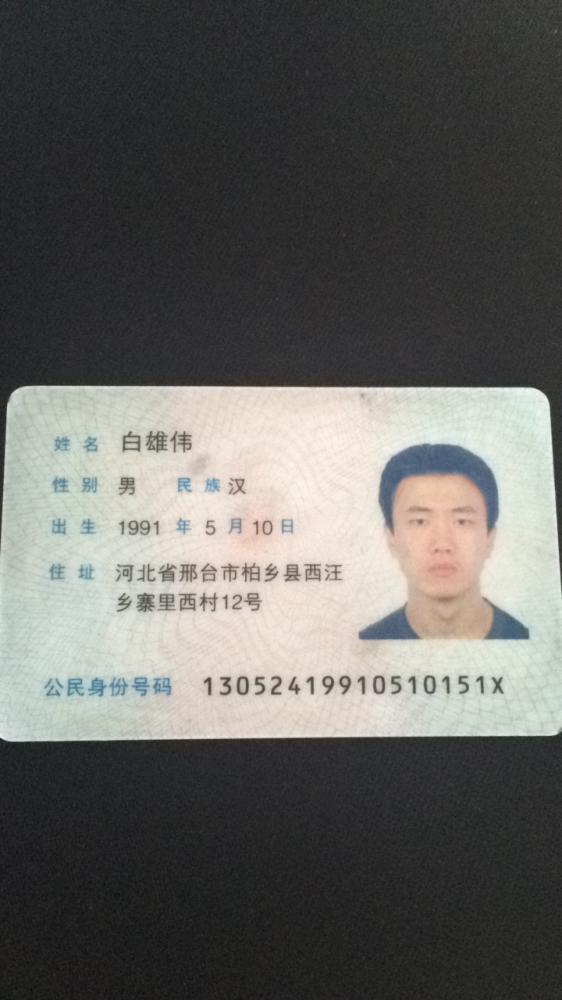 姓名 白雄伟
性别 男 民族 汉
出生 1991 年 5 月 10 日
住址 河北省邢台市柏乡县西汪
乡寨里西村12号
公民身份号码 13052419910510151X